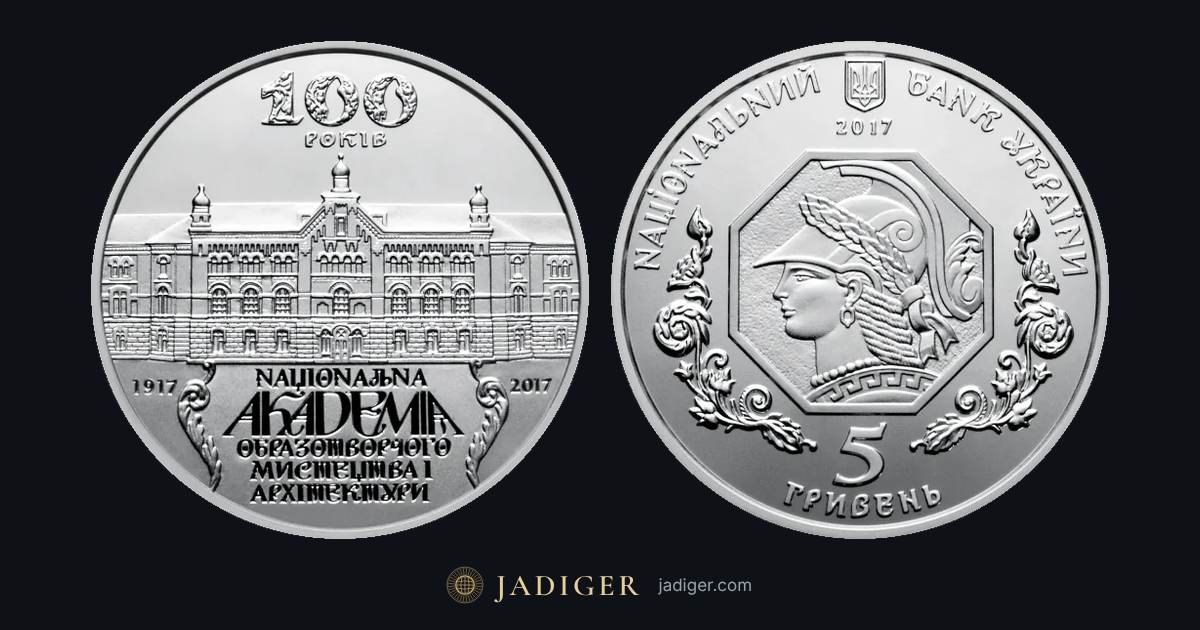 100
РОКІВ
1917
2017
НАЦІОНАЛЬНА
АКАДЕМІЯ
ОБРАЗОТВОРЧОГО
МИСТЕЦТВА І
АРХІТЕКТУРИ
НАЦІОНАЛЬНИЙ БАНК УКРАЇНИ
2017
5
ГРИВЕНЬ
JADIGER jadiger.com